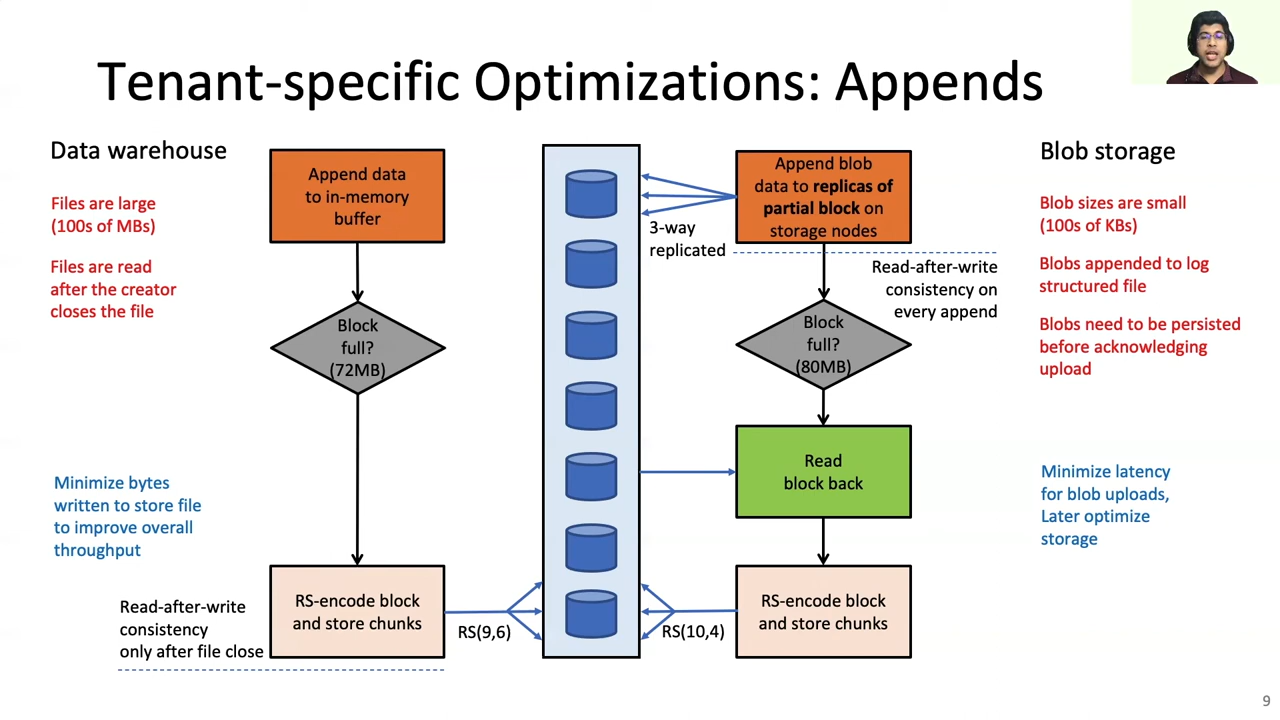 Tenant-specific Optimizations: Appends
Data warehouse
Files are large
(100s of MBs)
Files are read
after the creator
closes the file
Minimize bytes
written to store file
to improve overall
throughput
Read-after-write
consistency
only after file close
Append data
to in-memory
buffer
Block
full?
(72MB)
RS-encode block
and store chunks
RS(9,6)
3-way
replicated
RS(10,4)
Append blob
data to replicas of
partial block on
storage nodes
Read-after-write
consistency on
every append
Block
full?
(80MB)
Read
block back
RS-encode block
and store chunks
Blob storage
Blob sizes are small
(100s of KBs)
Blobs appended to log
structured file
Blobs need to be persisted
before acknowledging
upload
Minimize latency
for blob uploads,
Later optimize
storage
9